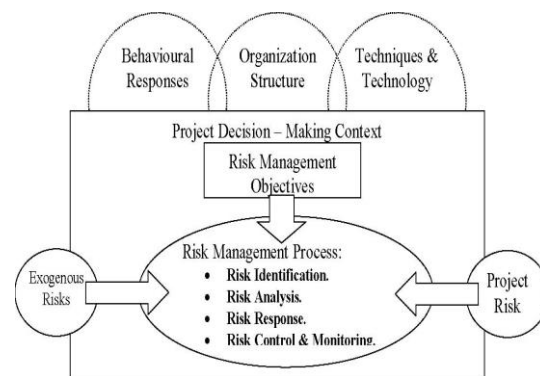 Behavioural
Responses
Organization
Structure
Techniques &
Technology
Project Decision – Making Context
Risk Management
Objectives
Risk Management Process:
• Risk Identification.
• Risk Analysis.
• Risk Response.
• Risk Control & Monitoring.
Exogenous
Risks
Project
Risk